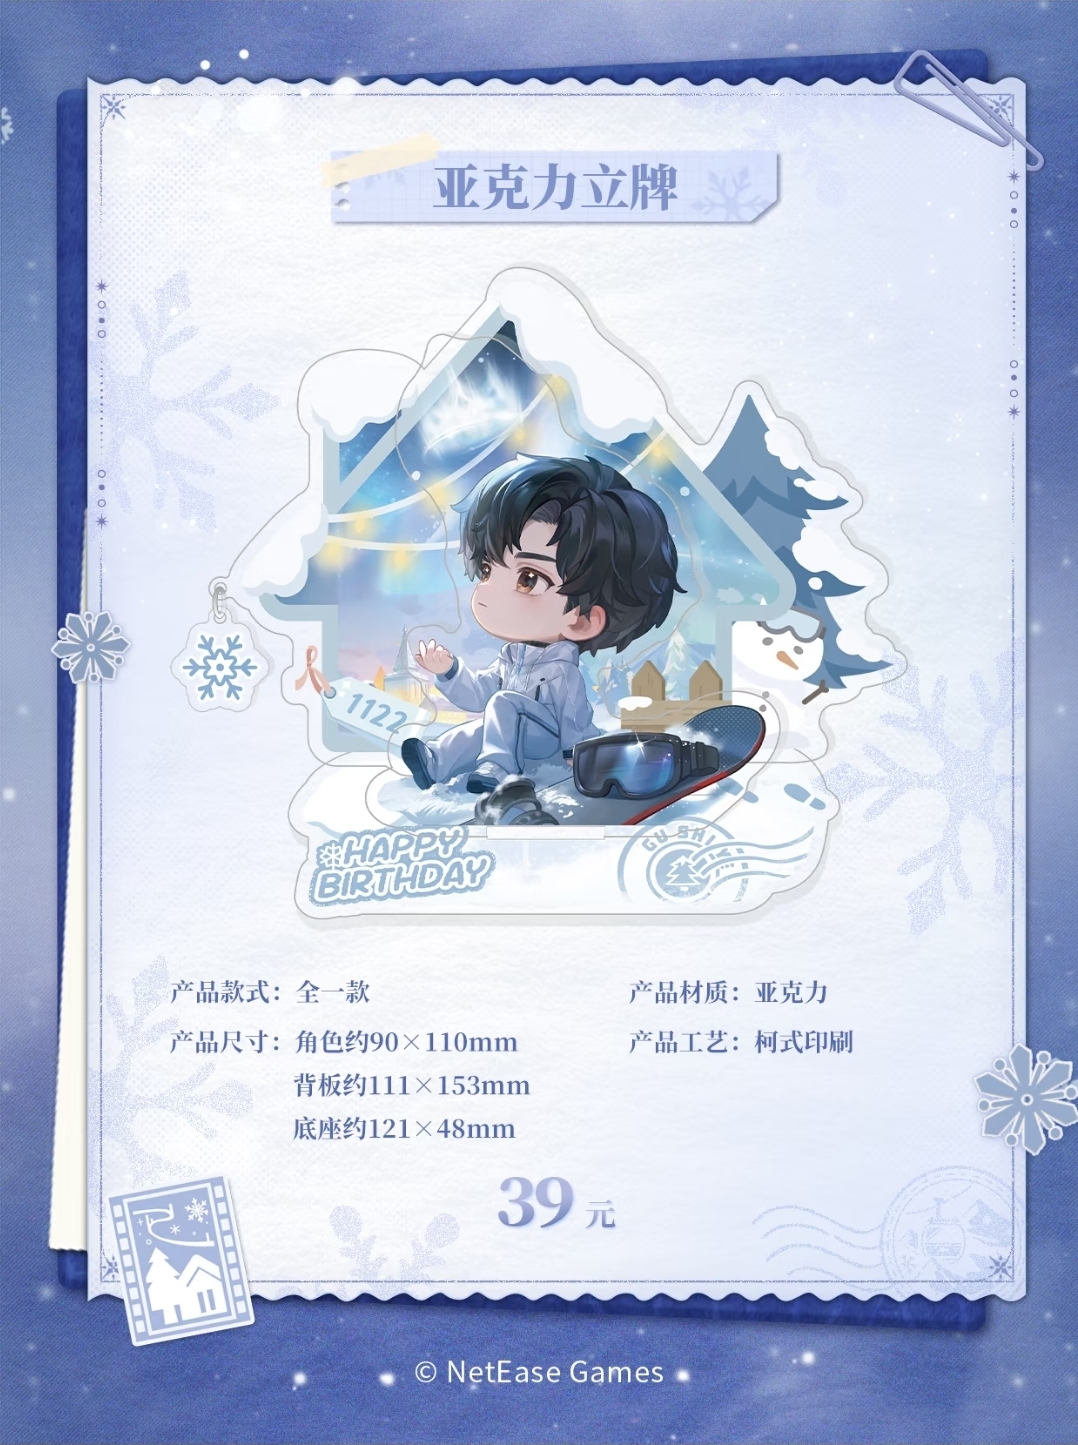 亚克力立牌
1122
HAPPY
BIRTHDAY
GU SHIYI
产品款式：全一款
产品材质：亚克力
产品尺寸：角色约90×110mm
产品工艺：柯式印刷
背板约111×153mm
底座约121×48mm
39 元
© NetEase Games